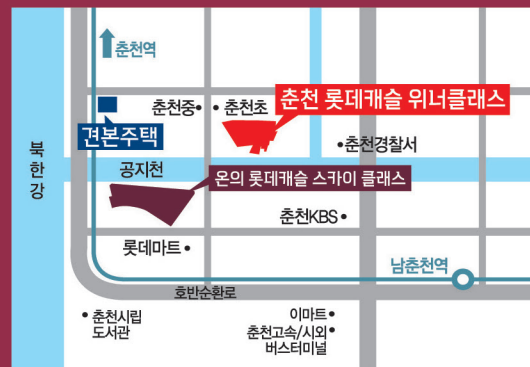 춘천역
춘천중
춘천초
춘천 롯데캐슬 위너클래스
견본주택
춘천경찰서
북한강
공지천
온의 롯데캐슬 스카이 클래스
춘천KBS
롯데마트
남춘천역
호반순환로
춘천시립
도서관
이마트
춘천고속/시외
버스터미널